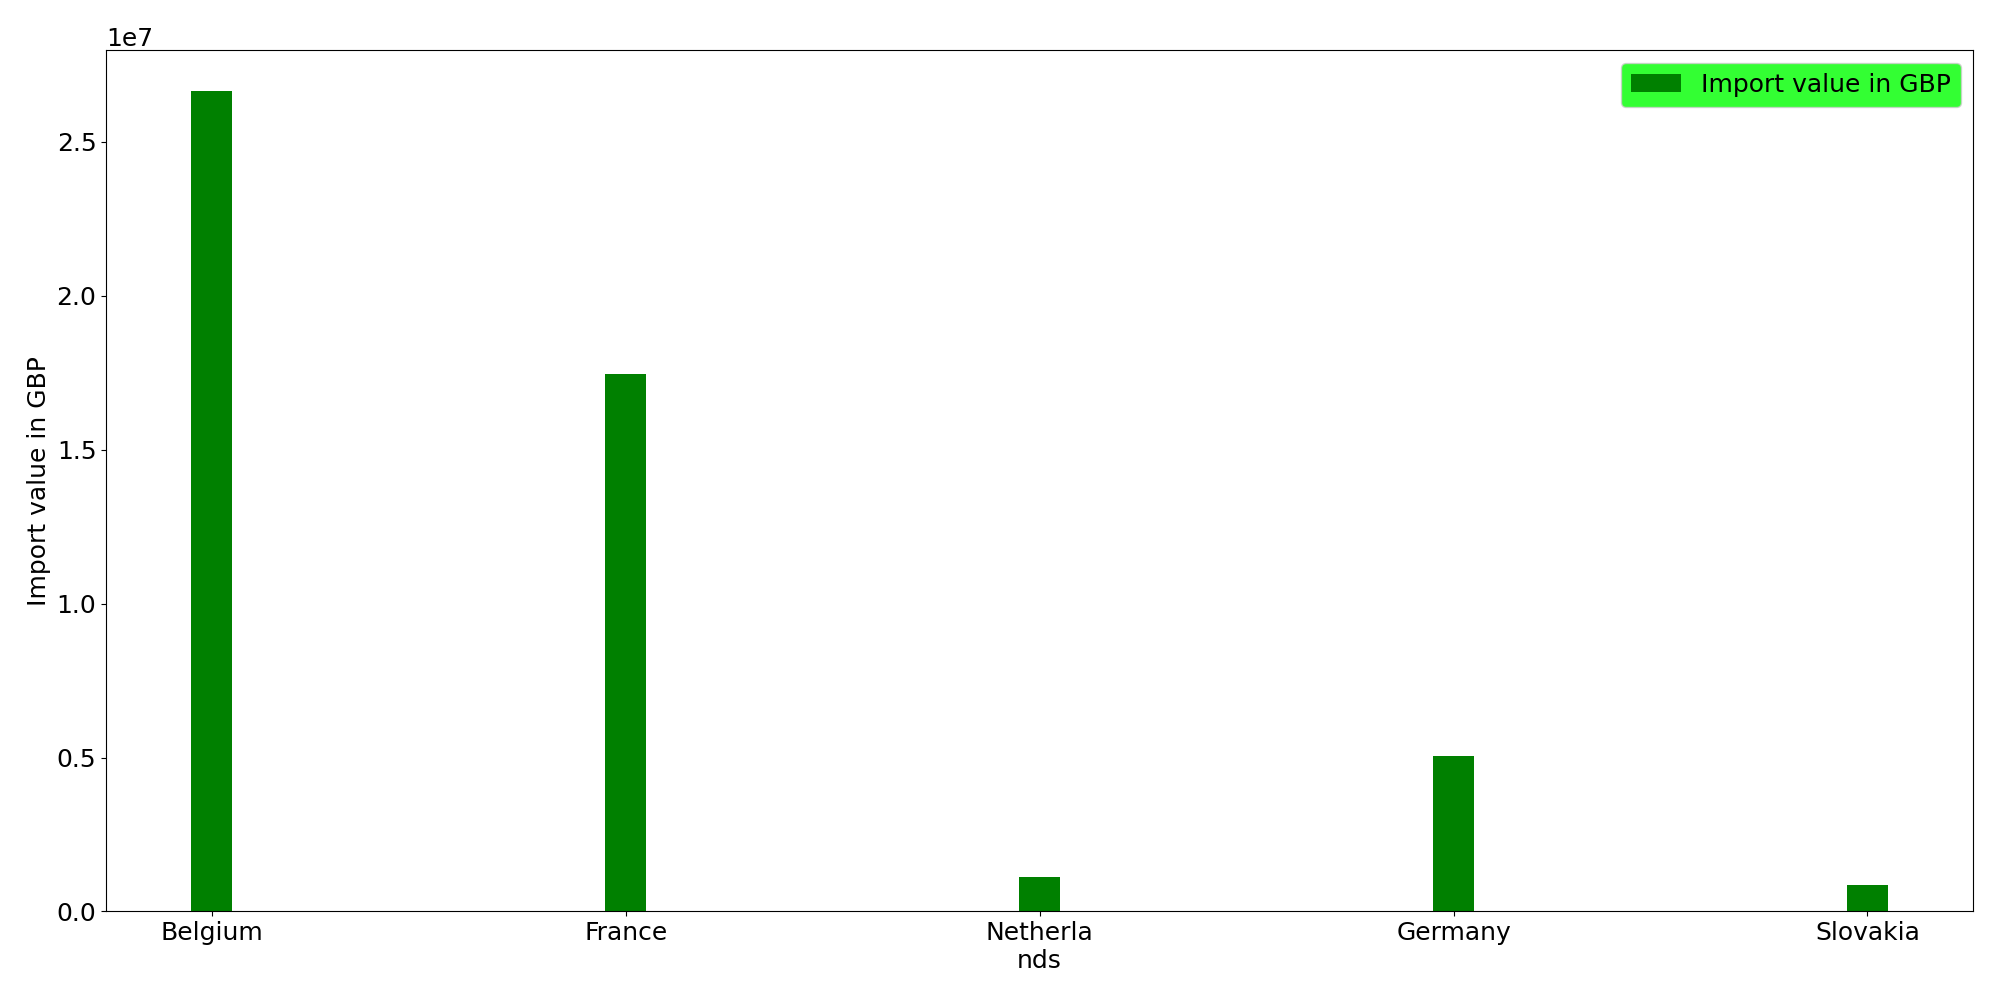 1e7
Import value in GBP
2.5
2.0
1.5
1.0
0.5
0.0
Import value in GBP
Belgium
France
Netherla
nds
Germany
Slovakia